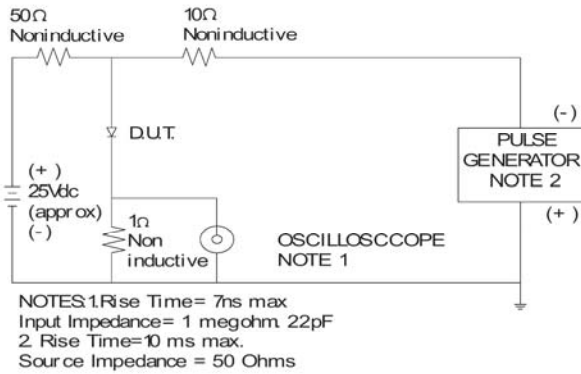 50Ω
Noninductive
10Ω
Noninductive
D.U.T.
(+)
25Vdc
(approx)
(-)
1Ω
Non
inductive
OSCILLOSCCOPE
NOTE 1
(-)
PULSE
GENERATOR
NOTE 2
(+)
NOTES:1.Rise Time= 7ns max
Input Impedance= 1 megohm. 22pF
2. Rise Time=10 ms max.
Source Impedance = 50 Ohms